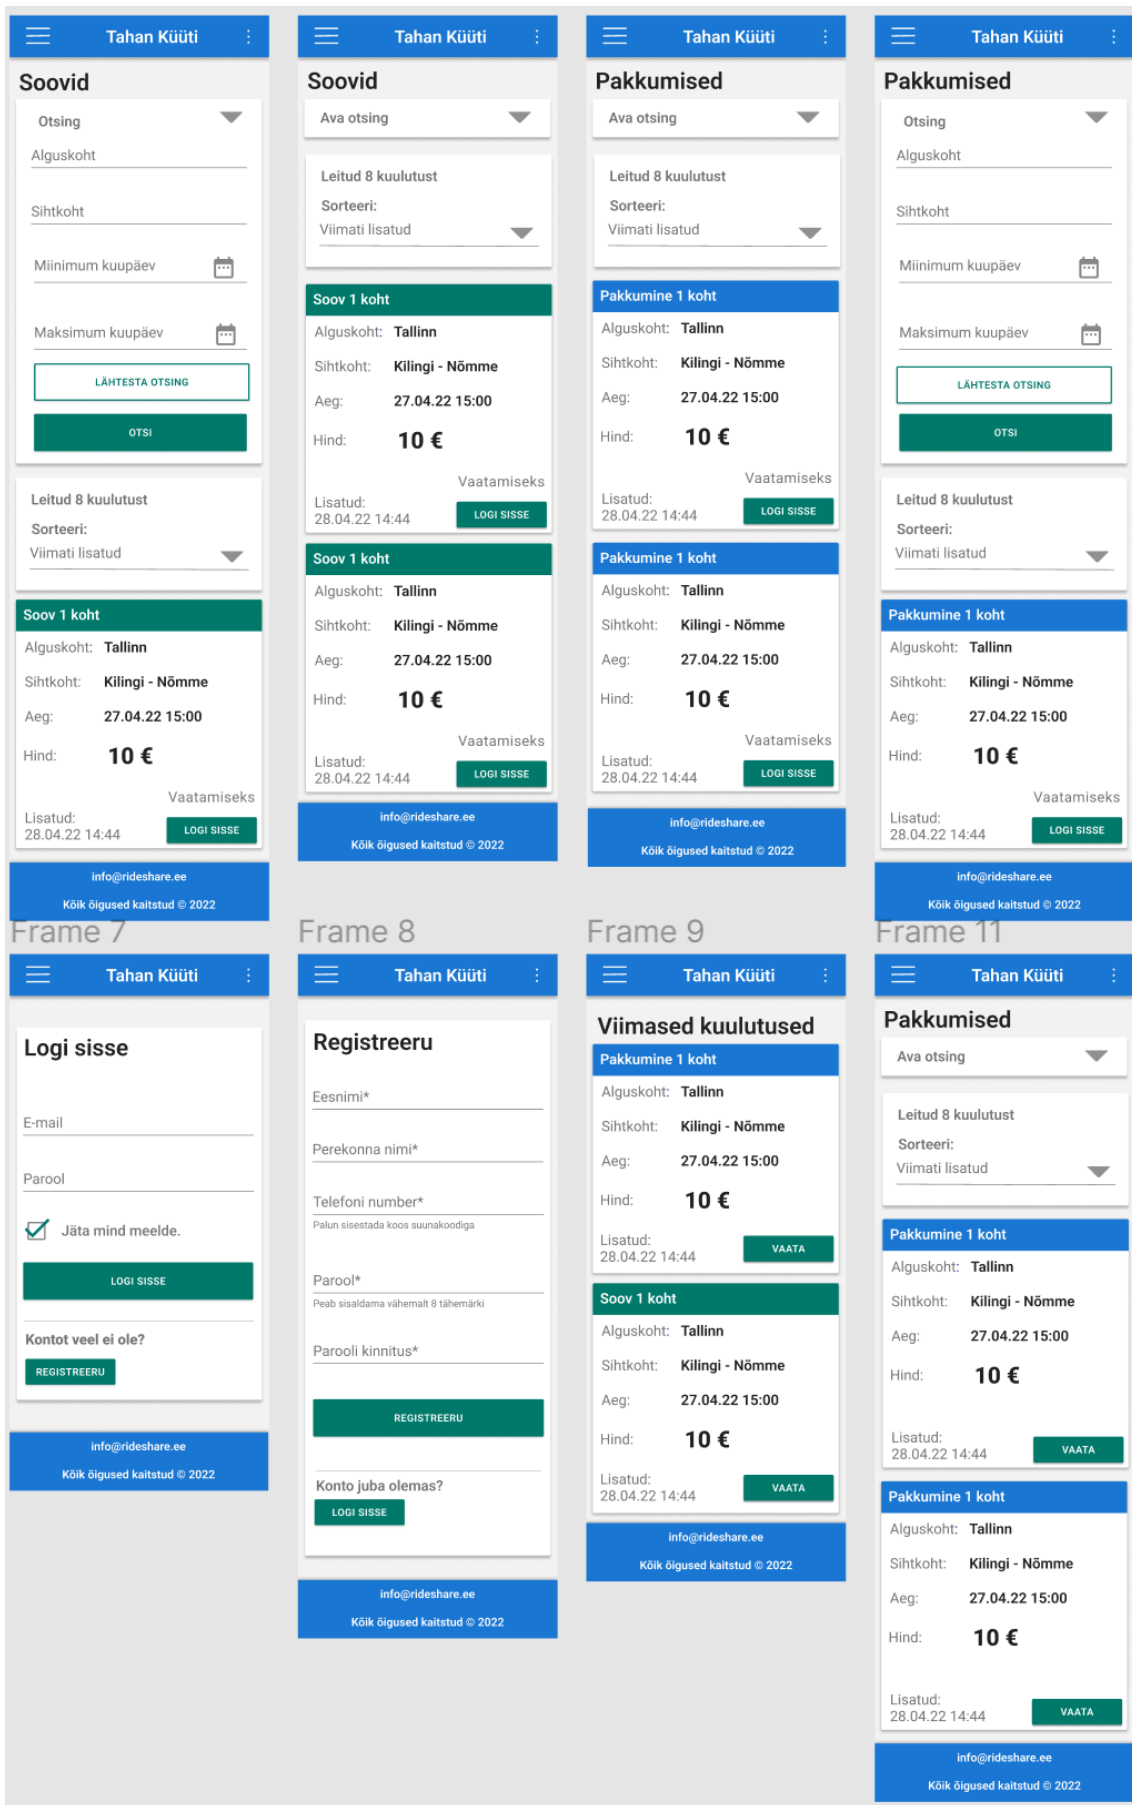 Tahan Küüti
Soovid
Otsing
Alguskoht
Sihtkoht
Miinimum kuupäev
Maksimum kuupäev
LÄHTESTA OTSING
OTSI
Leitud 8 kuulutust
Sorteeri:
Viimati lisatud
Soov 1 koht
Alguskoht: Tallinn
Sihtkoht: Kilingi - Nõmme
Aeg: 27.04.22 15:00
Hind: 10 €
Vaatamiseks
Lisatud:
28.04.22 14:44 LOGI SISSE
info@rideshare.ee
Kõik õigused kaitstud © 2022
Tahan Küüti
Soovid
Ava otsing
Leitud 8 kuulutust
Sorteeri:
Viimati lisatud
Soov 1 koht
Alguskoht: Tallinn
Sihtkoht: Kilingi - Nõmme
Aeg: 27.04.22 15:00
Hind: 10 €
Vaatamiseks
Lisatud:
28.04.22 14:44 LOGI SISSE
Soov 1 koht
Alguskoht: Tallinn
Sihtkoht: Kilingi - Nõmme
Aeg: 27.04.22 15:00
Hind: 10 €
Vaatamiseks
Lisatud:
28.04.22 14:44 LOGI SISSE
info@rideshare.ee
Kõik õigused kaitstud © 2022
Tahan Küüti
Pakkumised
Ava otsing
Leitud 8 kuulutust
Sorteeri:
Viimati lisatud
Pakkumine 1 koht
Alguskoht: Tallinn
Sihtkoht: Kilingi - Nõmme
Aeg: 27.04.22 15:00
Hind: 10 €
Vaatamiseks
Lisatud:
28.04.22 14:44 LOGI SISSE
Pakkumine 1 koht
Alguskoht: Tallinn
Sihtkoht: Kilingi - Nõmme
Aeg: 27.04.22 15:00
Hind: 10 €
Vaatamiseks
Lisatud:
28.04.22 14:44 LOGI SISSE
info@rideshare.ee
Kõik õigused kaitstud © 2022
Tahan Küüti
Pakkumised
Otsing
Alguskoht
Sihtkoht
Miinimum kuupäev
Maksimum kuupäev
LÄHTESTA OTSING
OTSI
Leitud 8 kuulutust
Sorteeri:
Viimati lisatud
Pakkumine 1 koht
Alguskoht: Tallinn
Sihtkoht: Kilingi - Nõmme
Aeg: 27.04.22 15:00
Hind: 10 €
Vaatamiseks
Lisatud:
28.04.22 14:44 LOGI SISSE
info@rideshare.ee
Kõik õigused kaitstud © 2022
Frame 7
Tahan Küüti
Logi sisse
E-mail
Parool
Jäta mind meelde.
LOGI SISSE
Kontot veel ei ole?
REGISTREERU
info@rideshare.ee
Kõik õigused kaitstud © 2022
Frame 8
Tahan Küüti
Registreeru
Eesnimi*
Perekonna nimi*
Telefoni number*
Palun sisestada koos suunakoodiga
Parool*
Peab sisaldama vähemalt 8 tähemärki
Parooli kinnitus*
REGISTREERU
Konto juba olemas?
LOGI SISSE
info@rideshare.ee
Kõik õigused kaitstud © 2022
Frame 9
Tahan Küüti
Viimased kuulutused
Pakkumine 1 koht
Alguskoht: Tallinn
Sihtkoht: Kilingi - Nõmme
Aeg: 27.04.22 15:00
Hind: 10 €
Lisatud:
28.04.22 14:44 VAATA
Soov 1 koht
Alguskoht: Tallinn
Sihtkoht: Kilingi - Nõmme
Aeg: 27.04.22 15:00
Hind: 10 €
Lisatud:
28.04.22 14:44 VAATA
info@rideshare.ee
Kõik õigused kaitstud © 2022
Frame 11
Tahan Küüti
Pakkumised
Ava otsing
Leitud 8 kuulutust
Sorteeri:
Viimati lisatud
Pakkumine 1 koht
Alguskoht: Tallinn
Sihtkoht: Kilingi - Nõmme
Aeg: 27.04.22 15:00
Hind: 10 €
Lisatud:
28.04.22 14:44 VAATA
Pakkumine 1 koht
Alguskoht: Tallinn
Sihtkoht: Kilingi - Nõmme
Aeg: 27.04.22 15:00
Hind: 10 €
Lisatud:
28.04.22 14:44 VAATA
info@rideshare.ee
Kõik õigused kaitstud © 2022